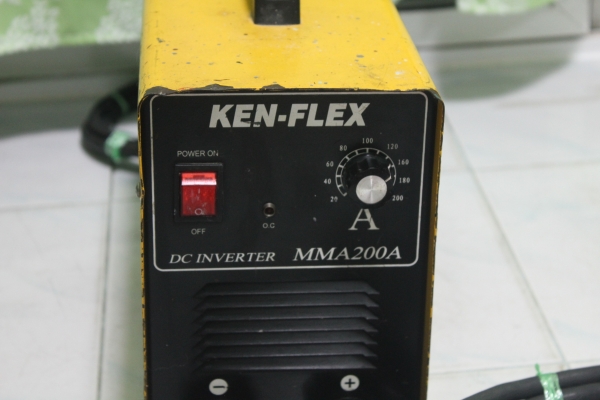 KEN-FLEX
POWER ON
OFF
O.C
20 40 60 80 100 120 160 180 200
A
DC INVERTER MMA200A
- +